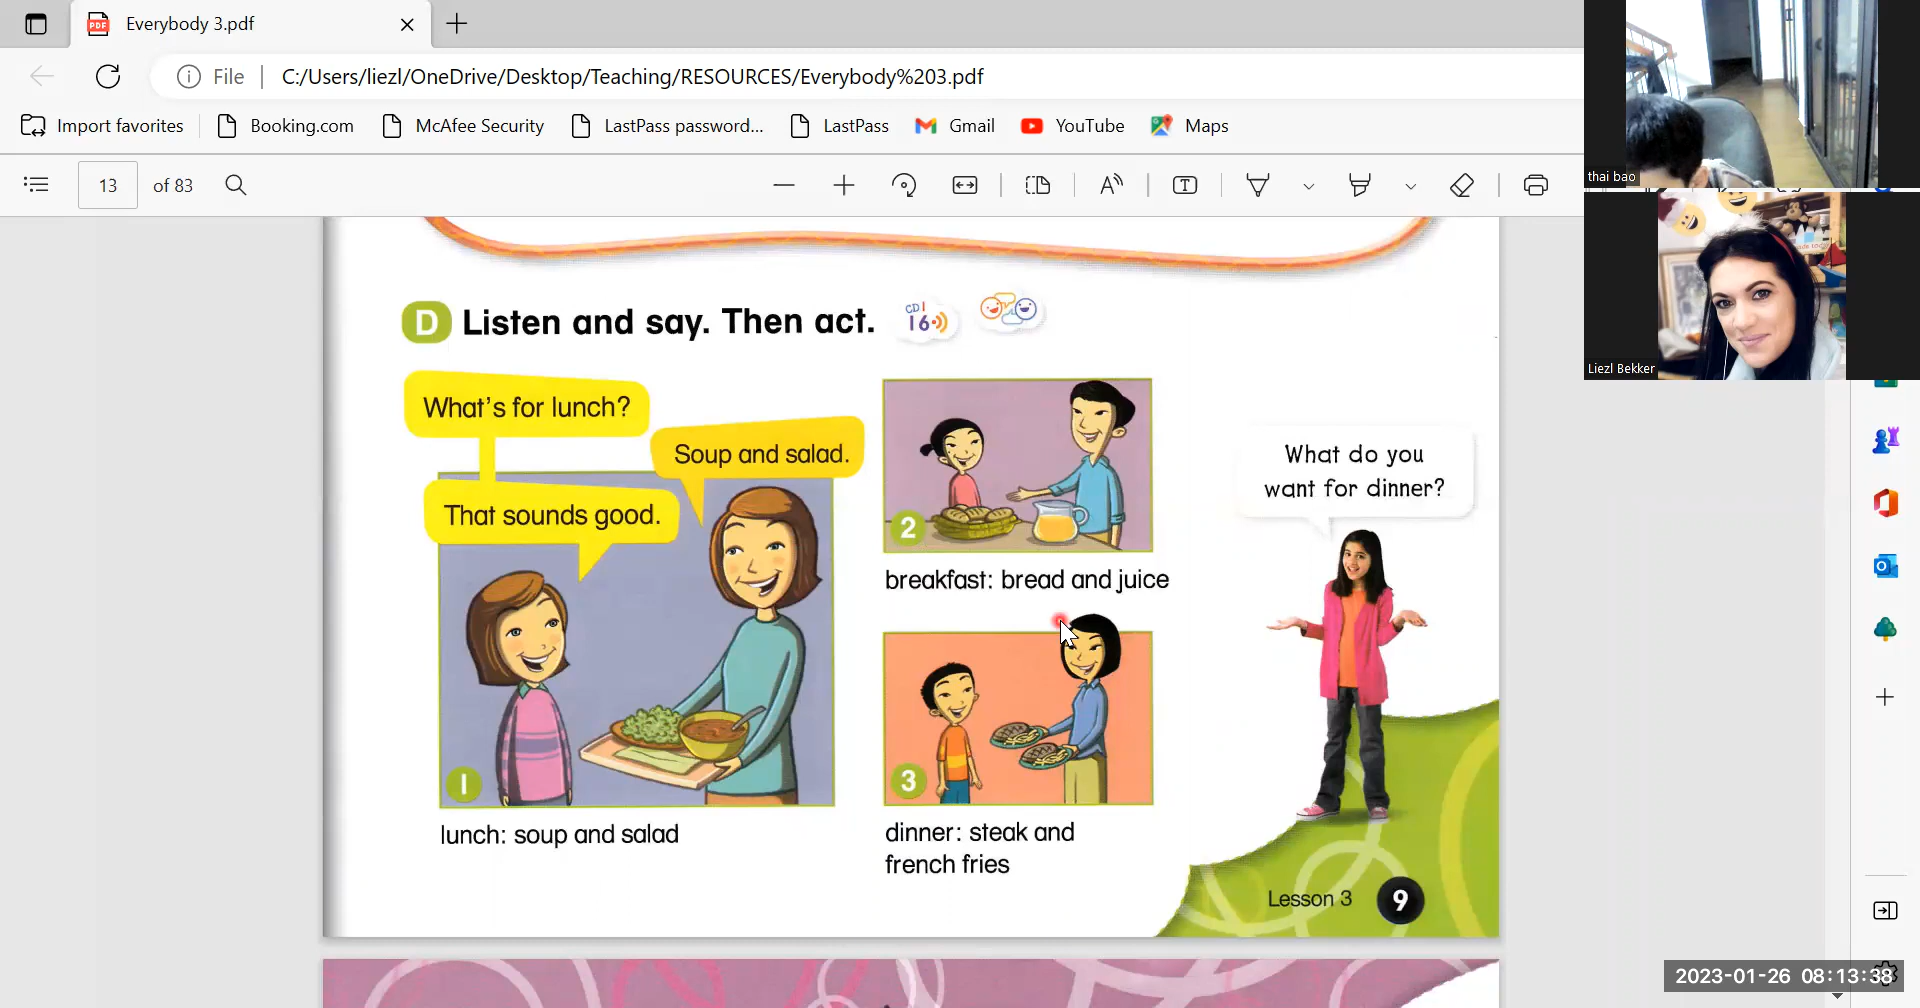 Everybody 3.pdf
File
C:/Users/liezl/OneDrive/Desktop/Teaching/RESOURCES/Everybody%203.pdf
Import favorites
Booking.com
McAfee Security
LastPass password...
LastPass
Gmail
YouTube
Maps
13 of 83
thai bao
Liezl Bekker
D Listen and say. Then act.
CD1
16
What's for lunch?
Soup and salad.
That sounds good.
1
lunch: soup and salad
2
breakfast: bread and juice
3
dinner: steak and
french fries
What do you
want for dinner?
Lesson 3 9
2023-01-26 08:13:38